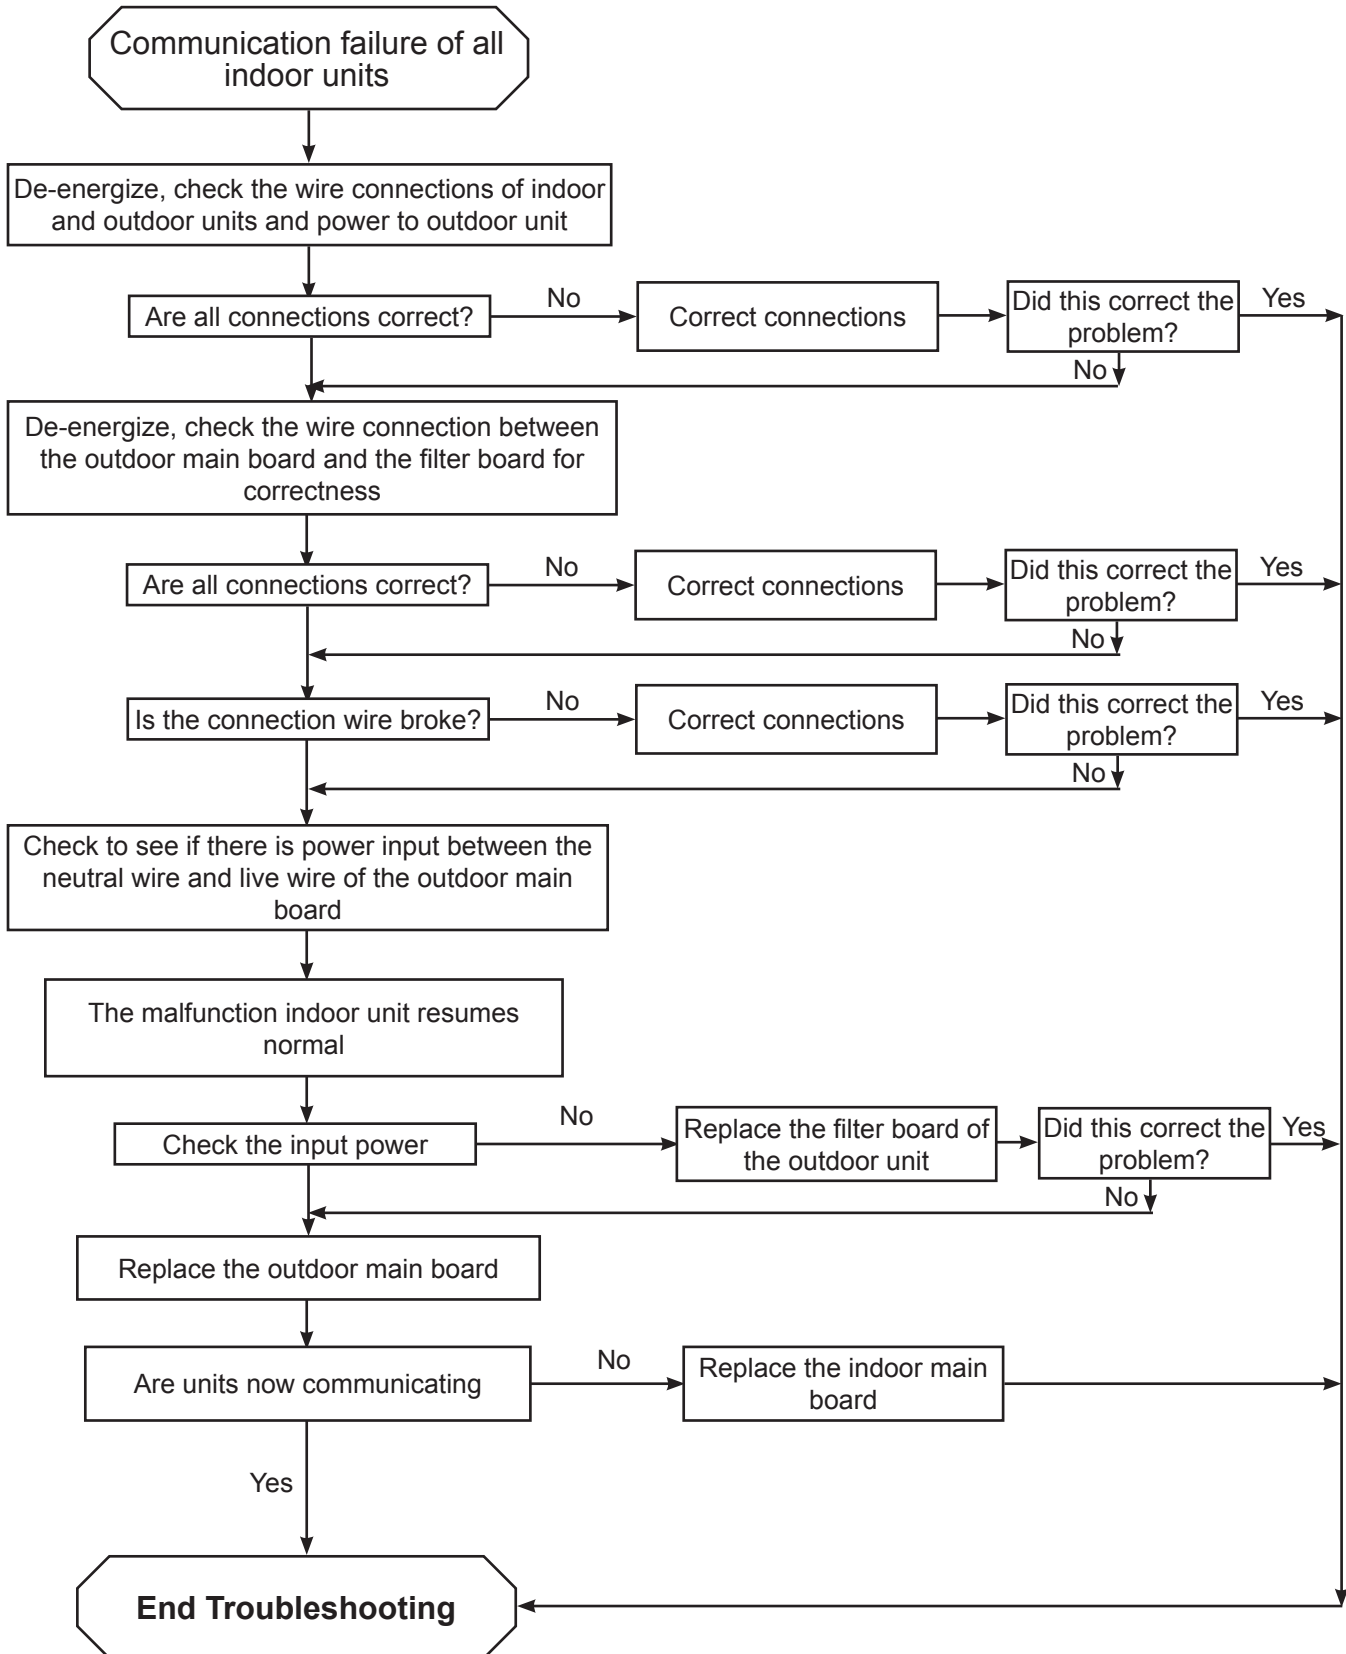 Communication failure of all
indoor units
De-energize, check the wire connections of indoor
and outdoor units and power to outdoor unit
Are all connections correct?
No
Correct connections
Did this correct the
problem?
Yes
No
De-energize, check the wire connection between
the outdoor main board and the filter board for
correctness
Are all connections correct?
No
Correct connections
Did this correct the
problem?
Yes
No
Is the connection wire broke?
No
Correct connections
Did this correct the
problem?
Yes
No
Check to see if there is power input between the
neutral wire and live wire of the outdoor main
board
The malfunction indoor unit resumes
normal
Check the input power
No
Replace the filter board of
the outdoor unit
Did this correct the
problem?
Yes
No
Replace the outdoor main board
Are units now communicating
No
Replace the indoor main
board
Yes
End Troubleshooting